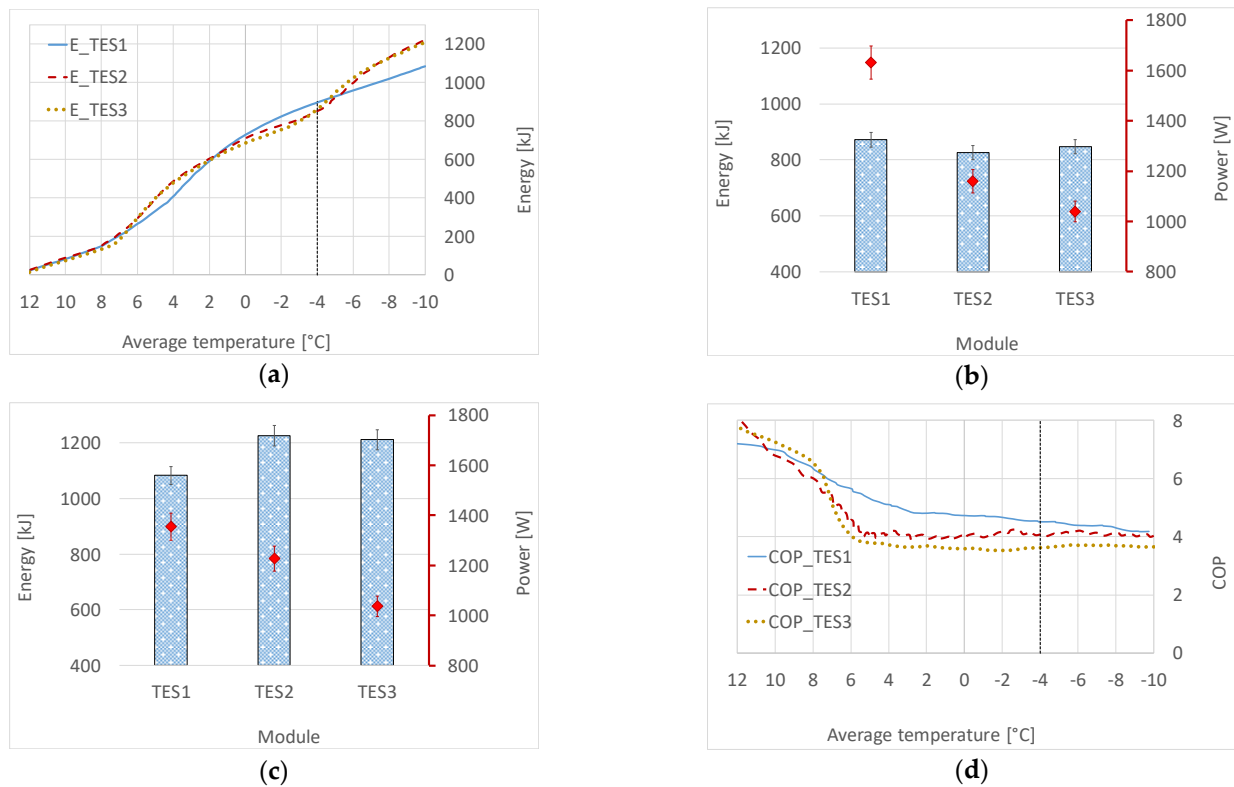 E_TES1
E_TES2
E_TES3
1200
1000
800
600
400
200
0
Energy [kJ]
12 10 8 6 4 2 0 -2 -4 -6 -8 -10
Average temperature [°C]
(a)
1200
1000
800
600
400
Energy [kJ]
1800
1600
1400
1200
1000
800
Power [W]
TES1 TES2 TES3
Module
(b)
1200
1000
800
600
400
Energy [kJ]
1800
1600
1400
1200
1000
800
Power [W]
TES1 TES2 TES3
Module
(c)
8
6
4
2
0
COP
COP_TES1
COP_TES2
COP_TES3
12 10 8 6 4 2 0 -2 -4 -6 -8 -10
Average temperature [°C]
(d)